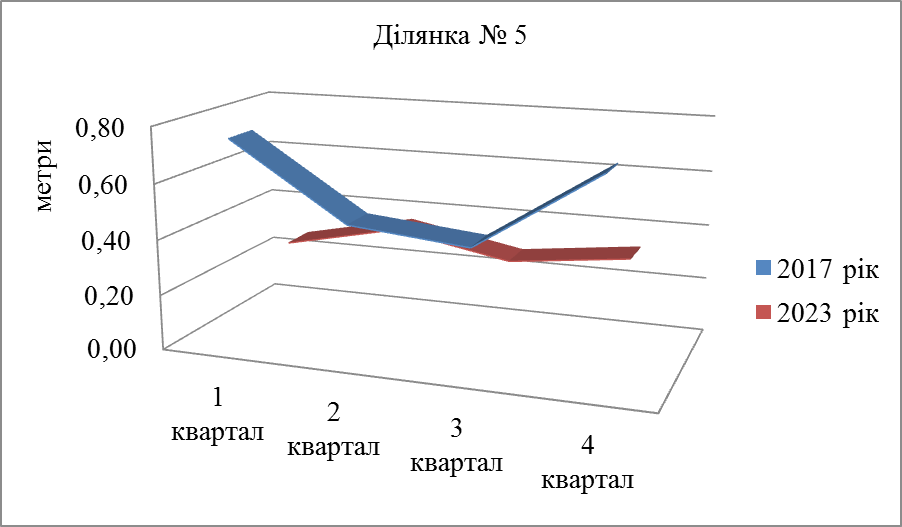 Ділянка № 5
метри
0,80
0,60
0,40
0,20
0,00
1
квартал
2
квартал
3
квартал
4
квартал
2017 рік
2023 рік